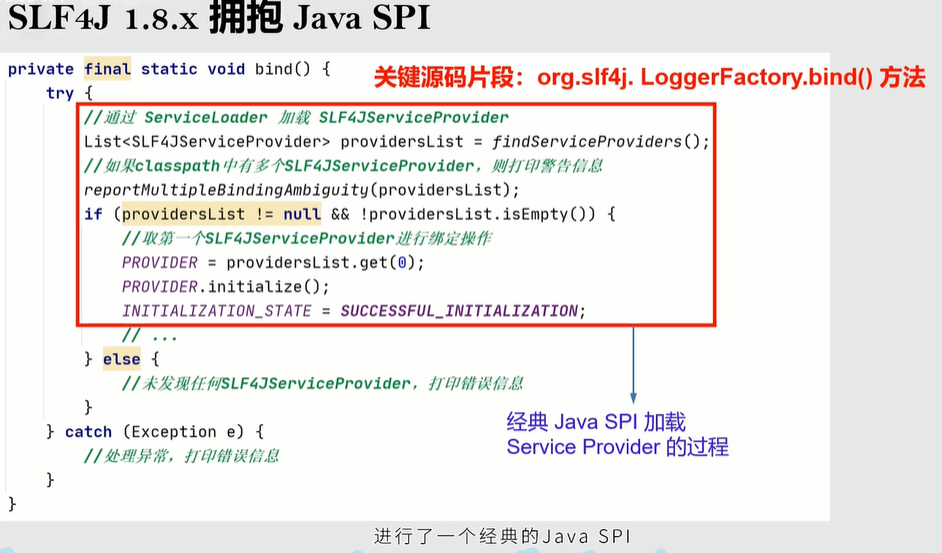 SLF4J 1.8.x 拥抱 Java SPI
private final static void bind() {
关键源码片段：org.slf4j. LoggerFactory.bind() 方法
try {
//通过 ServiceLoader 加载 SLF4JServiceProvider
List<SLF4JServiceProvider> providersList = findServiceProviders();
//如果classpath中有多个SLF4JServiceProvider，则打印警告信息
reportMultipleBindingAmbiguity(providersList);
if (providersList != null && !providersList.isEmpty()) {
//取第一个SLF4JServiceProvider进行绑定操作
PROVIDER = providersList.get(0);
PROVIDER.initialize();
INITIALIZATION_STATE = SUCCESSFUL_INITIALIZATION;
// ...
} else {
//未发现任何SLF4JServiceProvider，打印错误信息
}
} catch (Exception e) {
//处理异常，打印错误信息
}
}
经典 Java SPI 加载
Service Provider 的过程
进行了一个经典的Java SPI